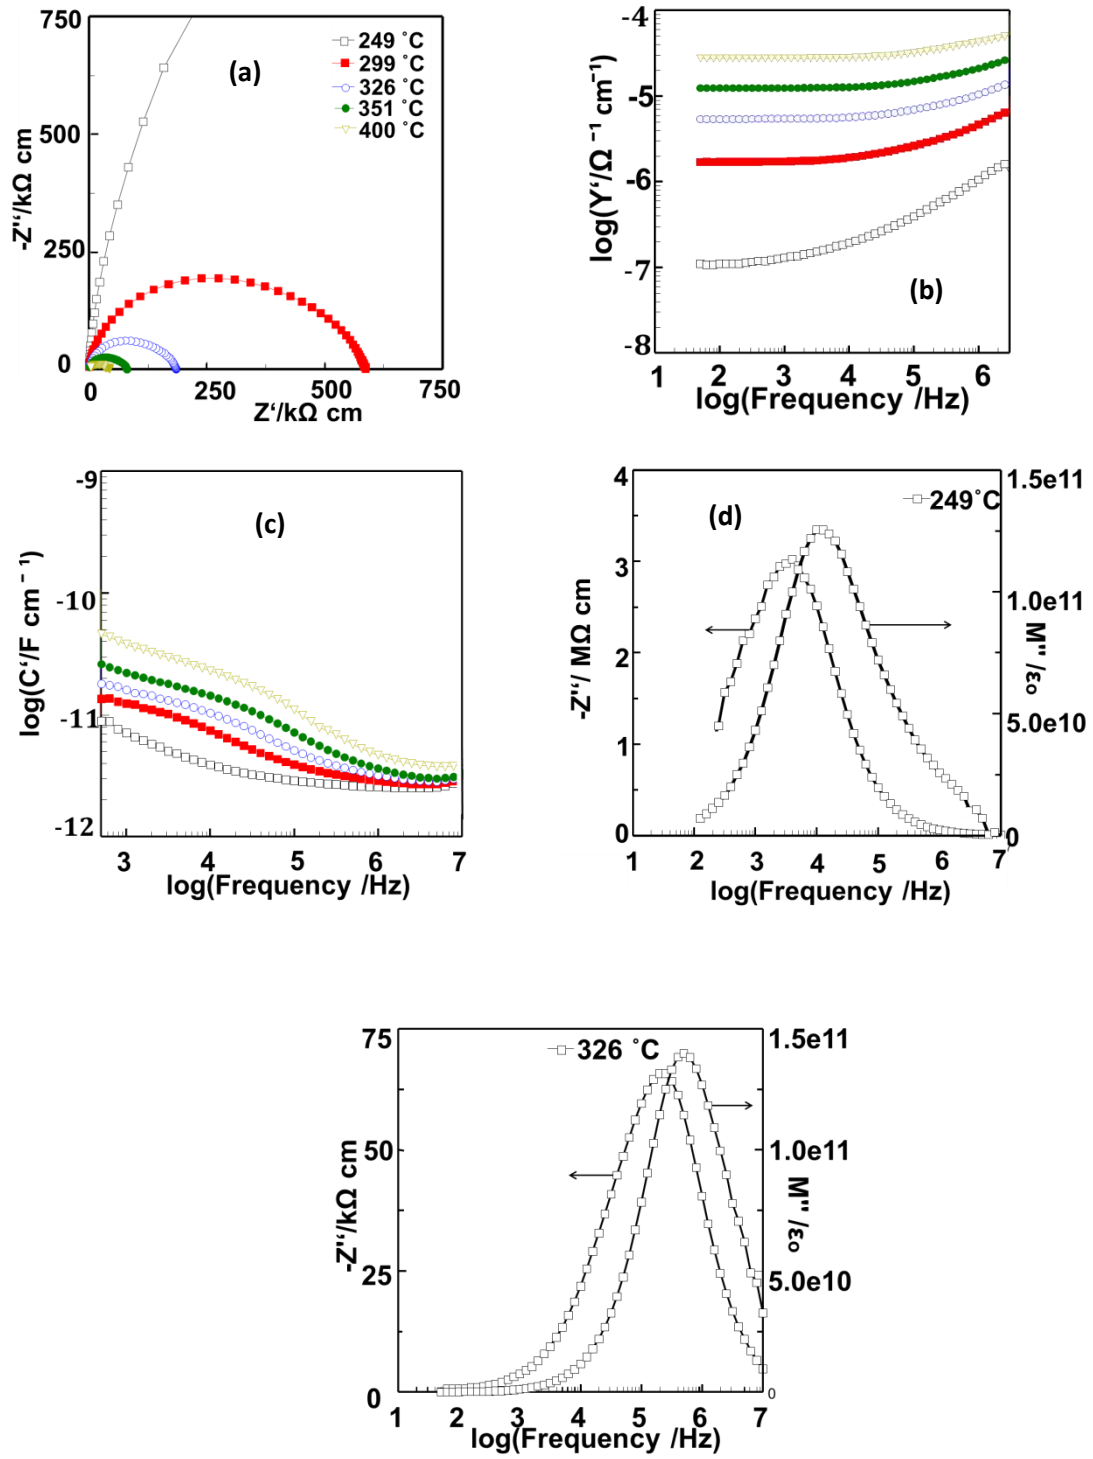 750
500
250
0
-Z"/kΩ cm
(a)
249 ˚C
299 ˚C
326 ˚C
351 ˚C
400 ˚C
0 250 500 750
Z'/kΩ cm
-4
-5
-6
-7
-8
log(Y'/Ω⁻¹ cm⁻¹)
(b)
1 2 3 4 5 6
log(Frequency /Hz)
-9
-10
-11
-12
log(C'/F cm⁻¹)
(c)
3 4 5 6 7
log(Frequency /Hz)
4
3
2
1
0
-Z"/ MΩ cm
(d)
249˚C
1.5e11
1.0e11
5.0e10
0
M''/εo
1 2 3 4 5 6 7
log(Frequency /Hz)
75
50
25
0
-Z"/kΩ cm
326 ˚C
1.5e11
1.0e11
5.0e10
0
M''/εo
1 2 3 4 5 6 7
log(Frequency /Hz)